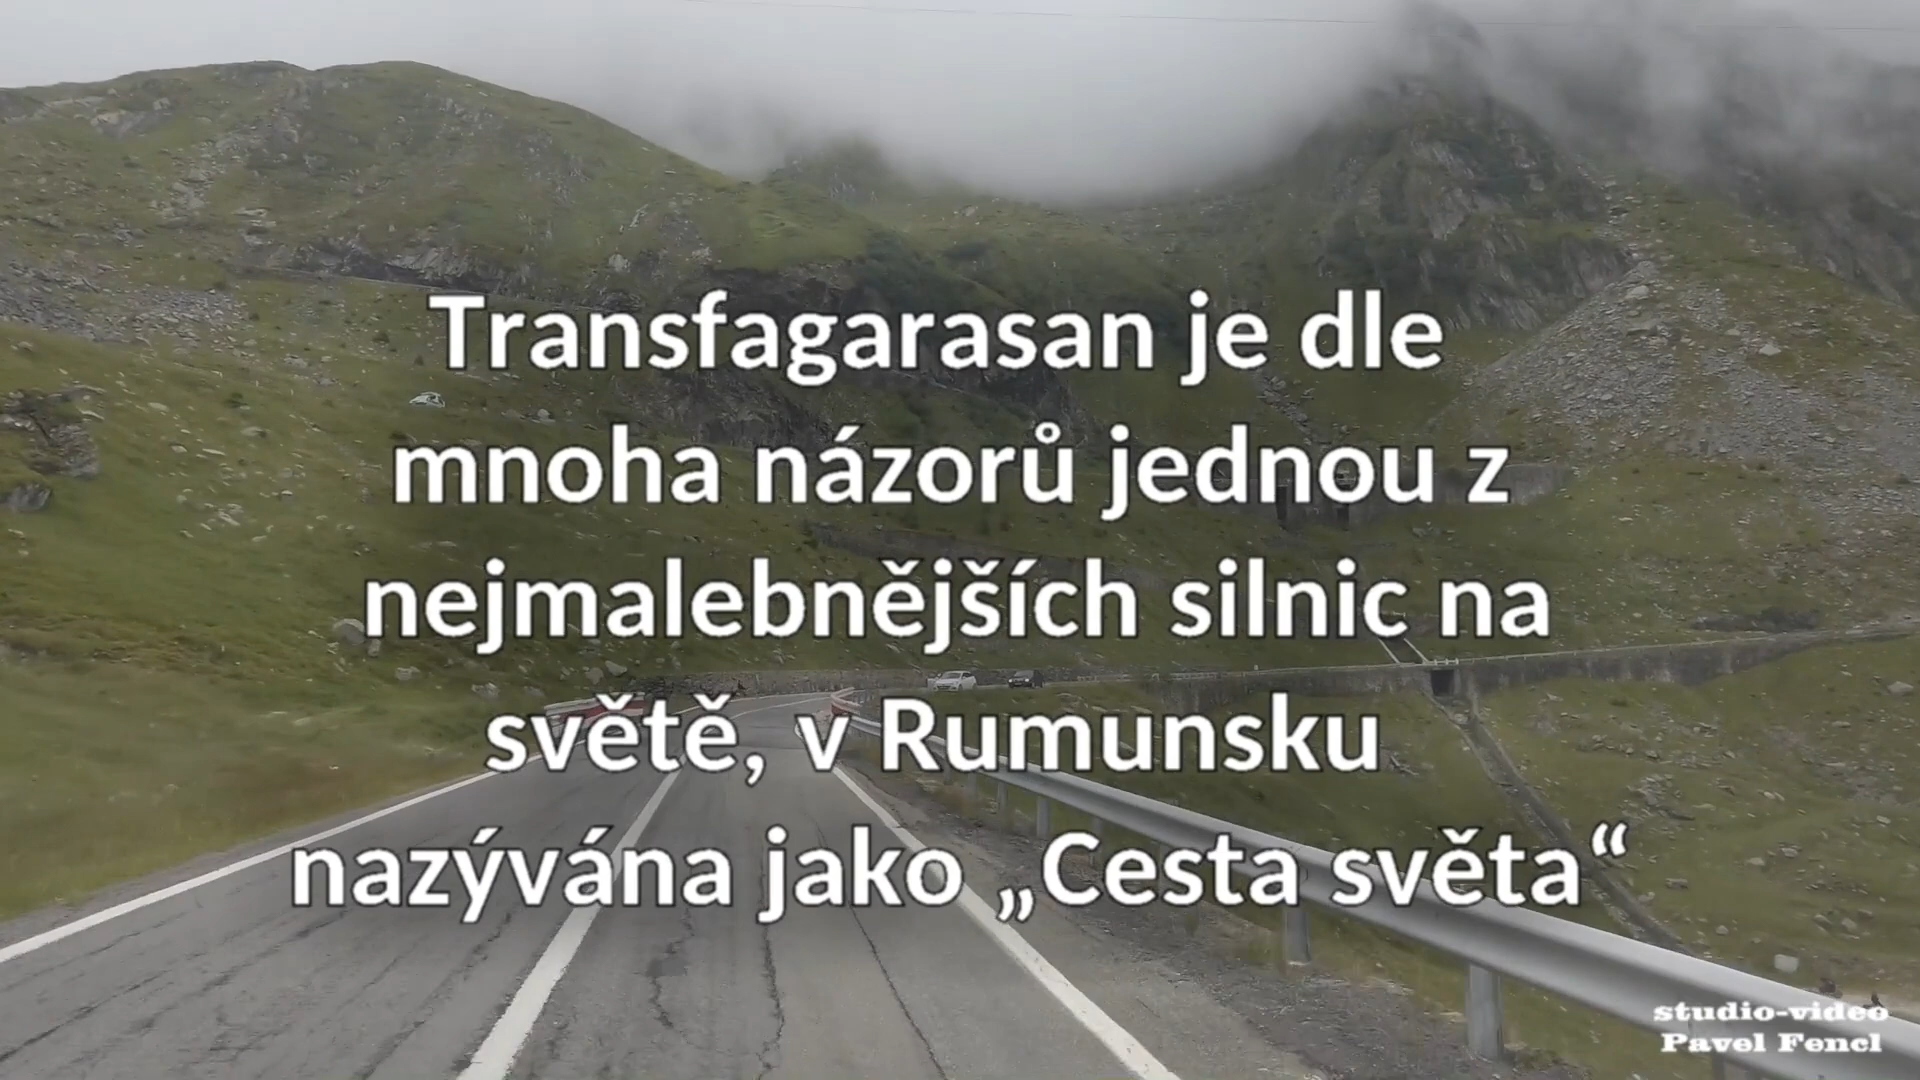 Transfagarasan je dle
mnoha názorů jednou z
nejmalebnějších silnic na
světě, v Rumunsku
nazývána jako „Cesta světa“
studio-video
Pavel Fencl